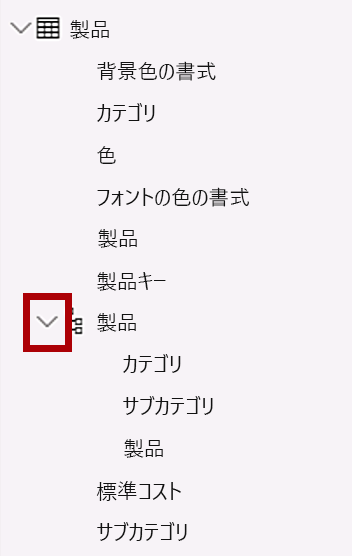 製品
背景色の書式
カテゴリ
色
フォントの色の書式
製品
製品キー
製品
カテゴリ
サブカテゴリ
製品
標準コスト
サブカテゴリ